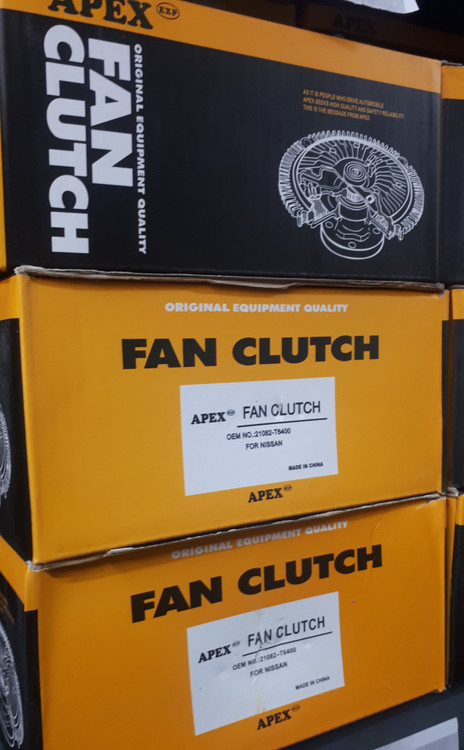 APEX EXP
APEX
ORIGINAL EQUIPMENT QUALITY
FAN
CLUTCH
AS IT IS PEOPLE WHO DRIVE AUTOMOBILE
APEX SEEKS HIGH QUALITY AND SAFETY RELIABILITY.
THIS IS THE MESSAGE FROM APEX.
ORIGINAL EQUIPMENT QUALITY
FAN CLUTCH
APEX FAN CLUTCH
OEM NO.:21082-T6400
FOR NISSAN
MADE IN CHINA
APEX
ORIGINAL EQUIPMENT QUALITY
FAN CLUTCH
APEX FAN CLUTCH
OEM NO.:21082-T6400
FOR NISSAN
MADE IN CHINA
APEX